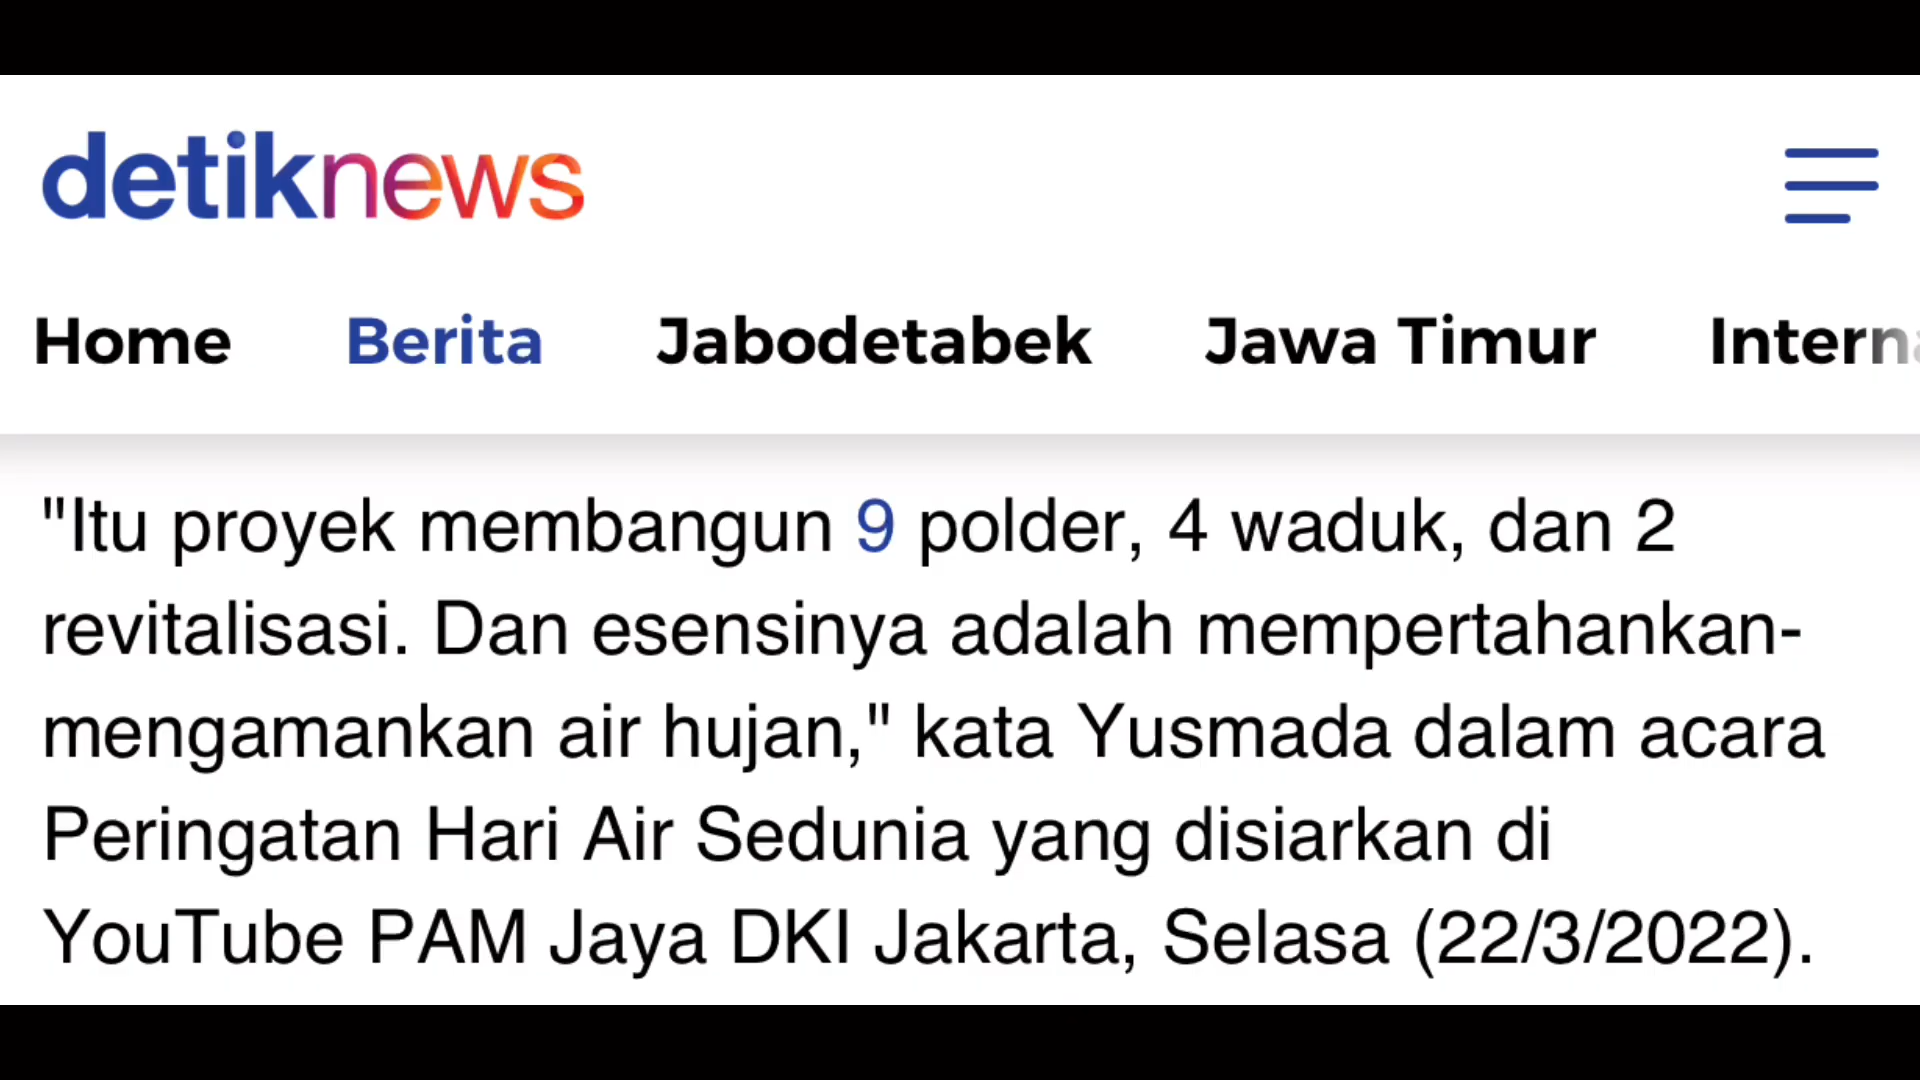 detiknews
Home Berita Jabodetabek Jawa Timur Interna
"Itu proyek membangun 9 polder, 4 waduk, dan 2
revitalisasi. Dan esensinya adalah mempertahankan-
mengamankan air hujan," kata Yusmada dalam acara
Peringatan Hari Air Sedunia yang disiarkan di
YouTube PAM Jaya DKI Jakarta, Selasa (22/3/2022).